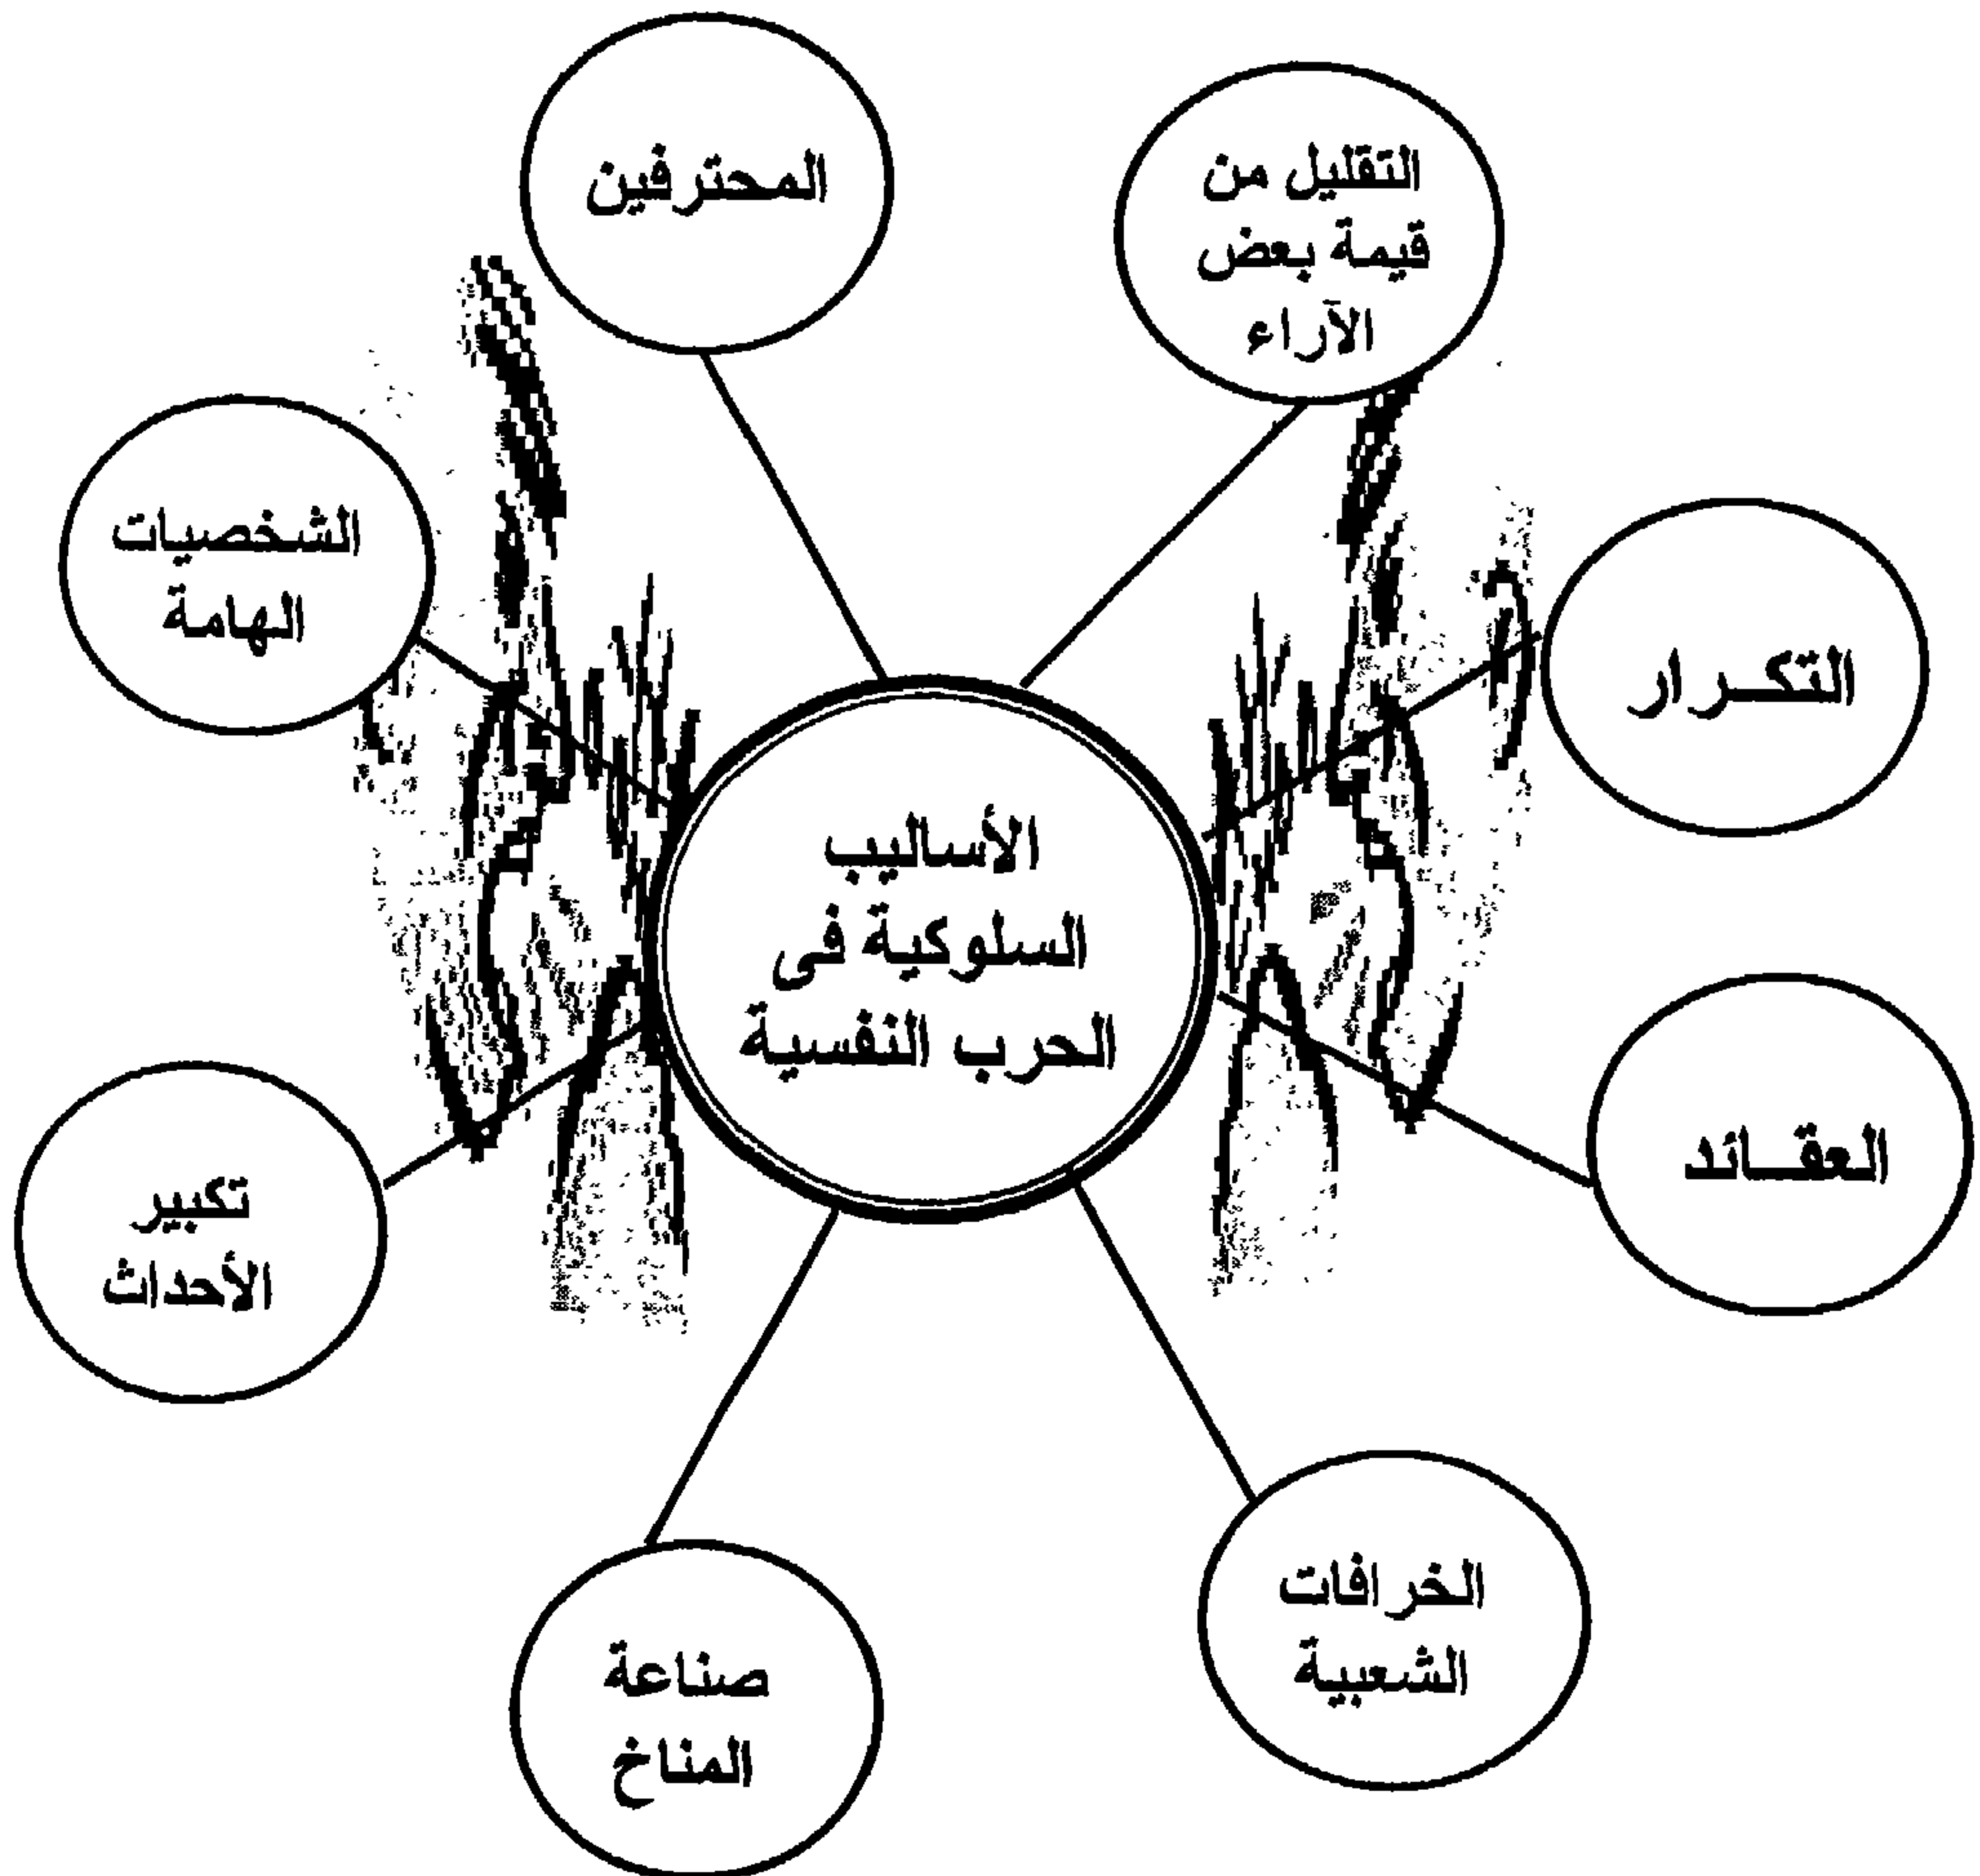 المحترفين
التقليل من
قيمة بعض
الآراء
الشخصيات
الهامة
التكـرار
الأساليب
السلوكية فى
الحرب النفسية
العقـائد
تكبير
الأحداث
الخرافات
الشعبية
صناعة
المناخ